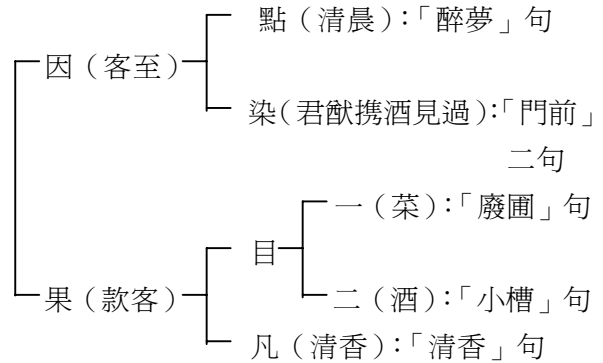 點（清晨）：「醉夢」句
因（客至）
染（君猷携酒見過）：「門前」
二句
一（菜）：「廢圃」句
目
果（款客）
二（酒）：「小槽」句
凡（清香）：「清香」句